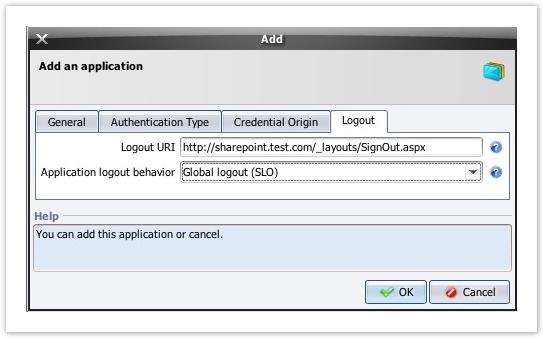 Add
Add an application
General Authentication Type Credential Origin Logout
Logout URI http://sharepoint.test.com/_layouts/SignOut.aspx
Application logout behavior Global logout (SLO)
Help
You can add this application or cancel.
OK Cancel